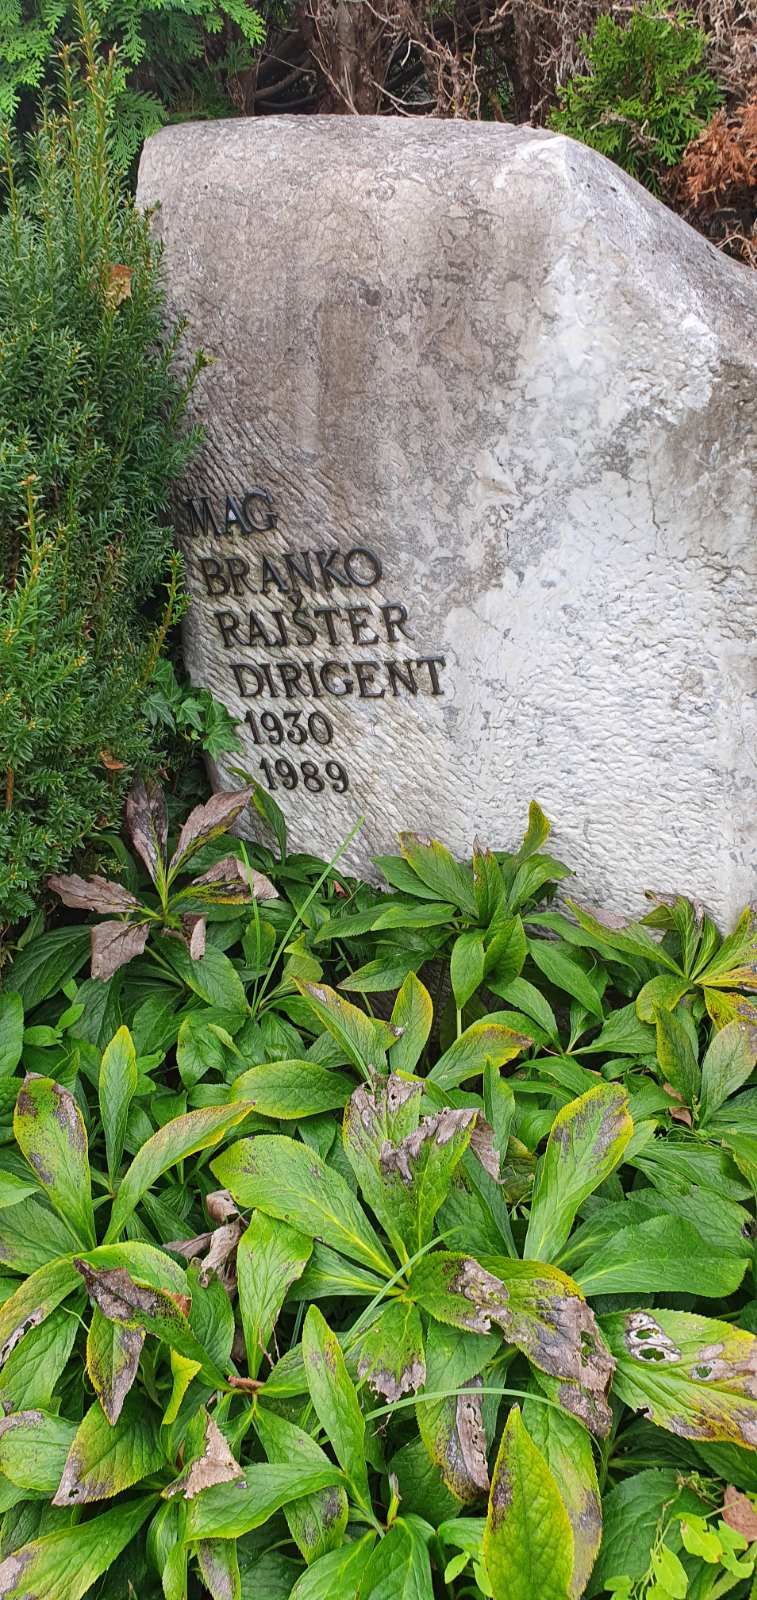 MAG
BRANKO
RAJŠTER
DIRIGENT
1930
1989